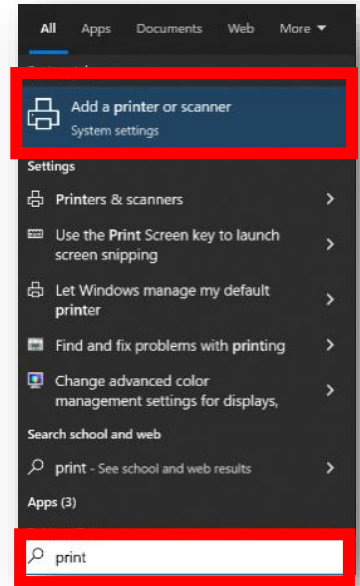 All Apps Documents Web More
Add a printer or scanner
System settings
Settings
Printers & scanners
Use the Print Screen key to launch
screen snipping
Let Windows manage my default
printer
Find and fix problems with printing
Change advanced color
management settings for displays,
Search school and web
print - See school and web results
Apps (3)
print